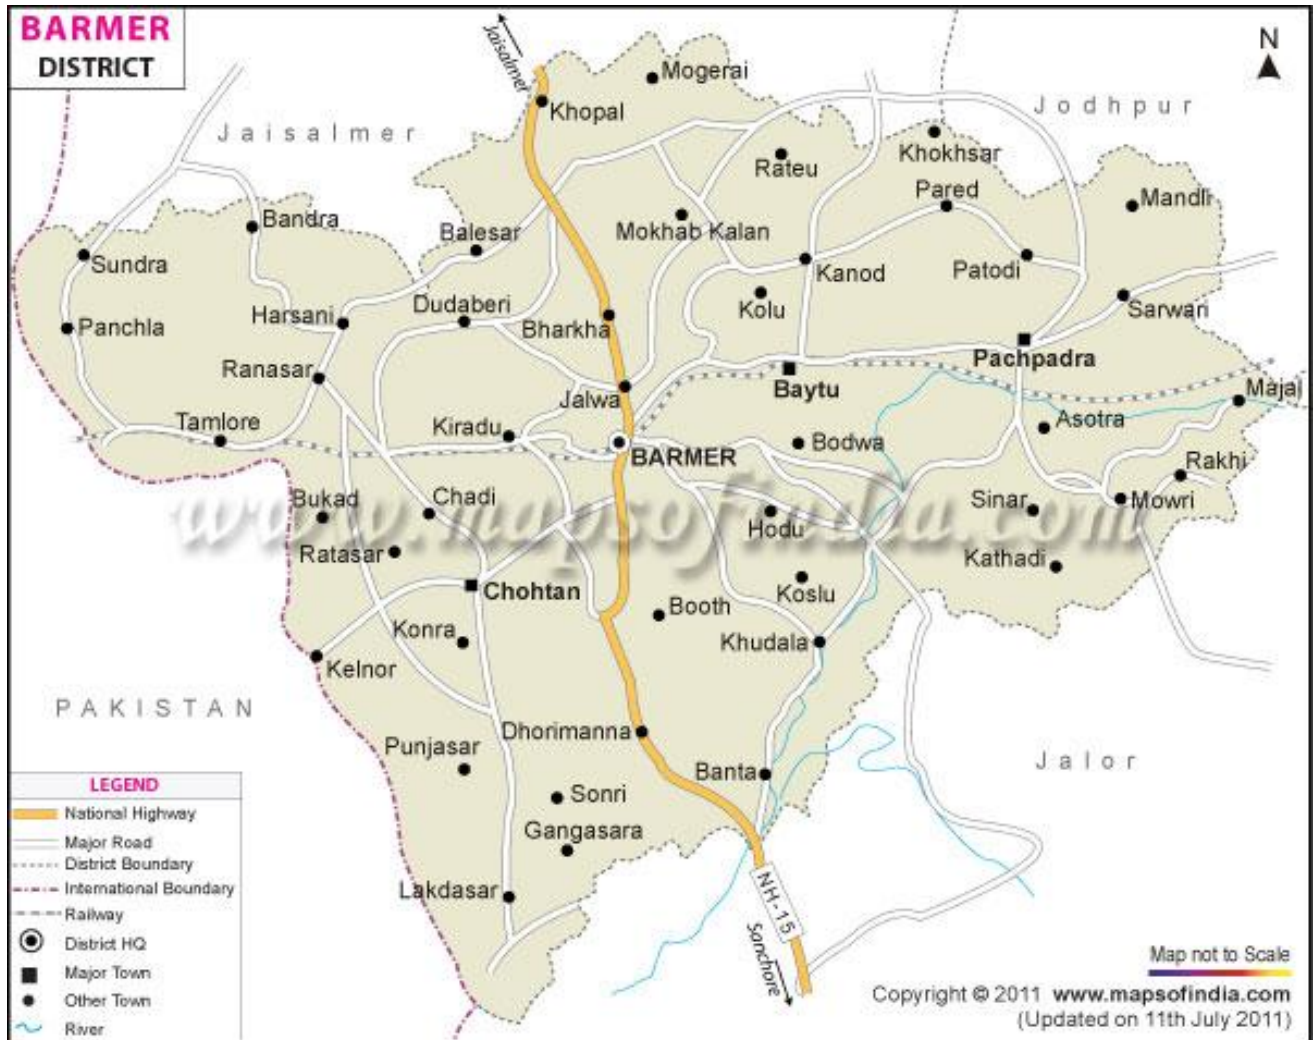 BARMER
DISTRICT
Jaisalmer
N
Mogerai
Khopal
Jaisalmer
Jodhpur
Khokhsar
Rateu
Pared
Mandli
Bandra
Balesar
Mokhab Kalan
Sundra
Kanod
Patodi
Dudaberi
Kolu
Sarwari
Harsani
Panchla
Bharkha
Pachpadra
Ranasar
Baytu
Majal
Jalwa
Tamlore
Kiradu
Asotra
Bodwa
BARMER
Rakhi
Bukad
Chadi
Sinar
Mowri
www.mapsofindia.com
Hodu
Ratasar
Kathadi
Chohtan
Koslu
Booth
Konra
Khudala
Kelnor
PAKISTAN
Dhorimanna
Punjasar
Jalor
Banta
Sonri
Gangasara
Lakdasar
NH-15
Sanchore
LEGEND
National Highway
Major Road
District Boundary
International Boundary
Railway
District HQ
Major Town
Other Town
River
Map not to Scale
Copyright © 2011 www.mapsofindia.com
(Updated on 11th July 2011)